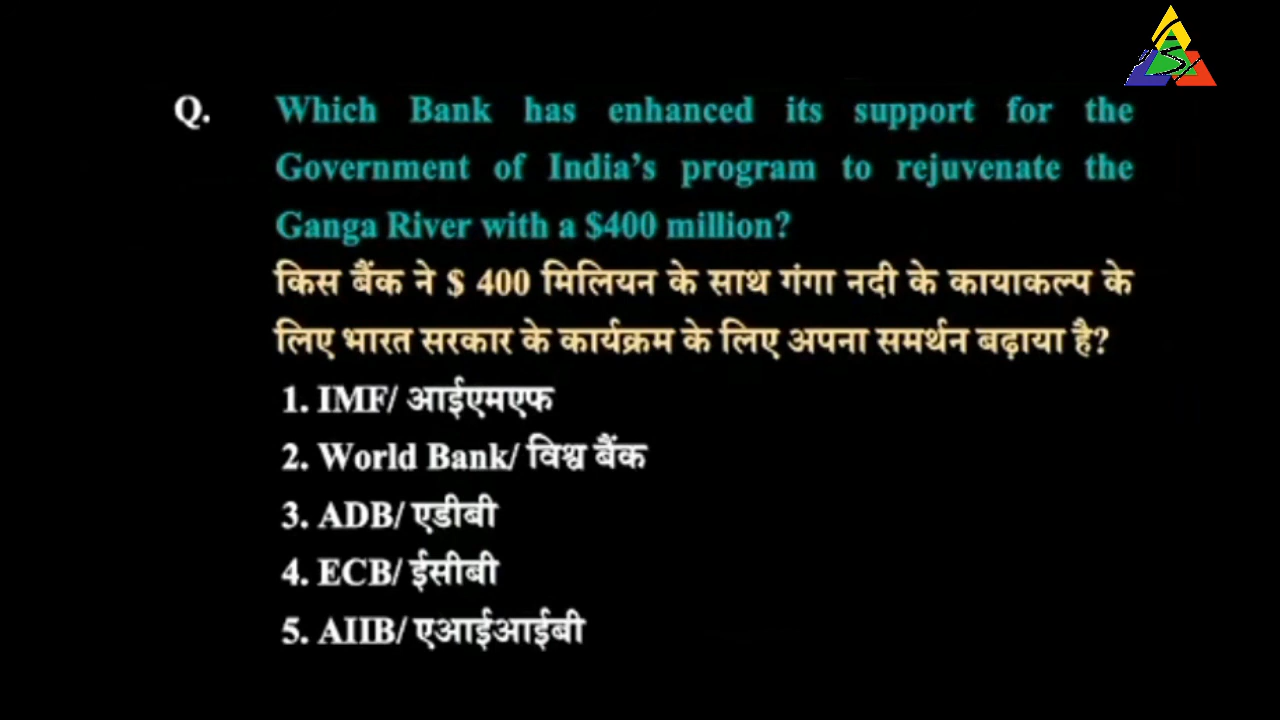 Q. Which Bank has enhanced its support for the
Government of India's program to rejuvenate the
Ganga River with a $400 million?
किस बैंक ने $ 400 मिलियन के साथ गंगा नदी के कायाकल्प के
लिए भारत सरकार के कार्यक्रम के लिए अपना समर्थन बढ़ाया है?
1. IMF/ आईएमएफ
2. World Bank/ विश्व बैंक
3. ADB/ एडीबी
4. ECB/ ईसीबी
5. AIIB/ एआईआईबी